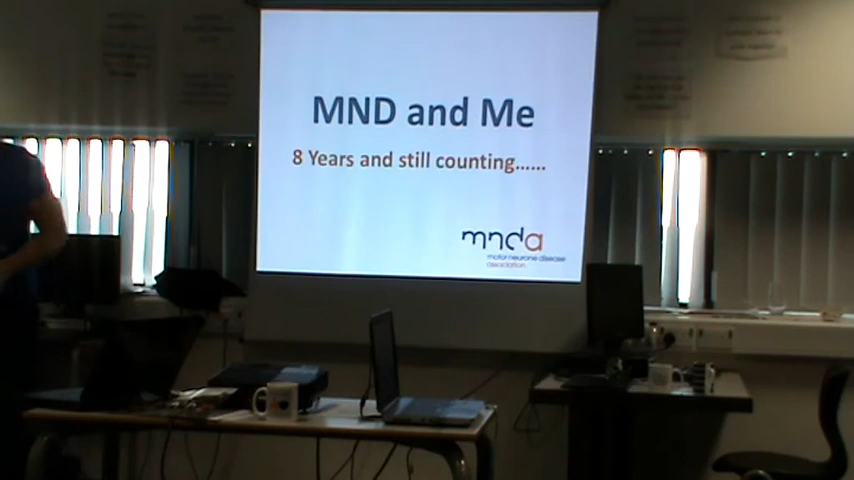 MND and Me
8 Years and still counting......
mnda
motor neurone disease
association